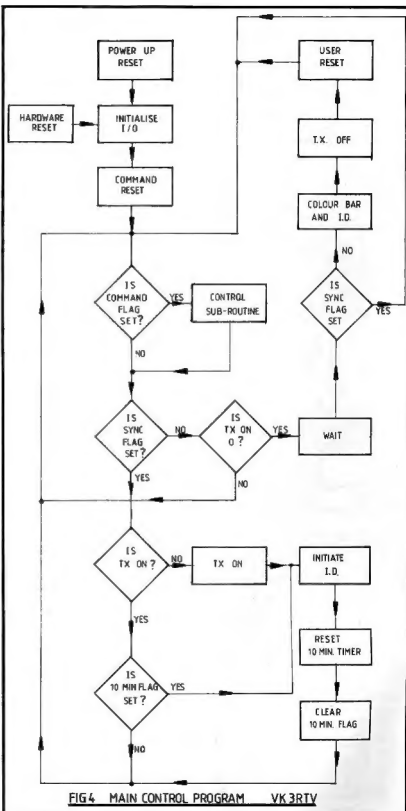 POWER UP
RESET
HARDWARE
RESET
INITIALISE
I/O
COMMAND
RESET
IS
COMMAND
FLAG
SET?
YES
NO
CONTROL
SUB-ROUTINE
IS
SYNC
FLAG
SET?
NO
YES
IS
TX ON
0 ?
YES
NO
WAIT
IS
SYNC
FLAG
SET
YES
NO
COLOUR BAR
AND I.D.
T.X. OFF
USER
RESET
IS
TX ON?
NO
YES
TX ON
INITIATE
I.D.
RESET
10 MIN. TIMER
CLEAR
10 MIN. FLAG
IS
10 MIN FLAG
SET?
YES
NO
FIG 4 MAIN CONTROL PROGRAM VK3RTV